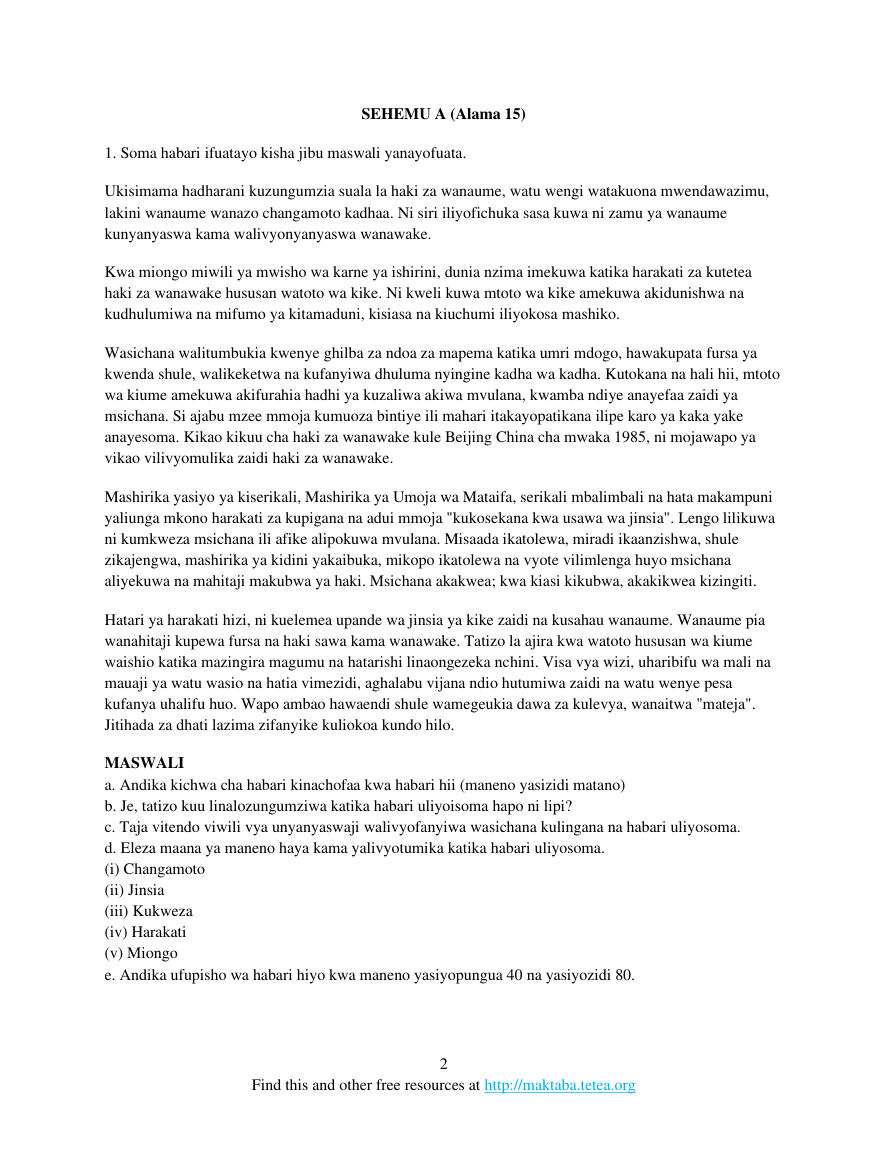 SEHEMU A (Alama 15)
1. Soma habari ifuatayo kisha jibu maswali yanayofuata.
Ukisimama hadharani kuzungumzia suala la haki za wanaume, watu wengi watakuona mwendawazimu,
lakini wanaume wanazo changamoto kadhaa. Ni siri iliyofichuka sasa kuwa ni zamu ya wanaume
kunyanyaswa kama walivyonyanyaswa wanawake.
Kwa miongo miwili ya mwisho wa karne ya ishirini, dunia nzima imekuwa katika harakati za kutetea
haki za wanawake hususan watoto wa kike. Ni kweli kuwa mtoto wa kike amekuwa akidunishwa na
kudhulumiwa na mifumo ya kitamaduni, kisiasa na kiuchumi iliyokosa mashiko.
Wasichana walitumbukia kwenye ghilba za ndoa za mapema katika umri mdogo, hawakupata fursa ya
kwenda shule, walikeketwa na kufanyiwa dhuluma nyingine kadha wa kadha. Kutokana na hali hii, mtoto
wa kiume amekuwa akifurahia hadhi ya kuzaliwa akiwa mvulana, kwamba ndiye anayefaa zaidi ya
msichana. Si ajabu mzee mmoja kumuoza bintiye ili mahari itakayopatikana ilipe karo ya kaka yake
anayesoma. Kikao kikuu cha haki za wanawake kule Beijing China cha mwaka 1985, ni mojawapo ya
vikao vilivyomulika zaidi haki za wanawake.
Mashirika yasiyo ya kiserikali, Mashirika ya Umoja wa Mataifa, serikali mbalimbali na hata makampuni
yaliunga mkono harakati za kupigana na adui mmoja "kukosekana kwa usawa wa jinsia". Lengo lilikuwa
ni kumkweza msichana ili afike alipokuwa mvulana. Misaada ikatolewa, miradi ikaanzishwa, shule
zikajengwa, mashirika ya kidini yakaibuka, mikopo ikatolewa na vyote vilimlenga huyo msichana
aliyekuwa na mahitaji makubwa ya haki. Msichana akakwea; kwa kiasi kikubwa, akakikwea kizingiti.
Hatari ya harakati hizi, ni kuelemea upande wa jinsia ya kike zaidi na kusahau wanaume. Wanaume pia
wanahitaji kupewa fursa na haki sawa kama wanawake. Tatizo la ajira kwa watoto hususan wa kiume
waishio katika mazingira magumu na hatarishi linaongezeka nchini. Visa vya wizi, uharibifu wa mali na
mauaji ya watu wasio na hatia vimezidi, aghalabu vijana ndio hutumiwa zaidi na watu wenye pesa
kufanya uhalifu huo. Wapo ambao hawaendi shule wamegeukia dawa za kulevya, wanaitwa "mateja".
Jitihada za dhati lazima zifanyike kuliokoa kundo hilo.
MASWALI
a. Andika kichwa cha habari kinachofaa kwa habari hii (maneno yasizidi matano)
b. Je, tatizo kuu linalozungumziwa katika habari uliyoisoma hapo ni lipi?
c. Taja vitendo viwili vya unyanyaswaji walivyofanyiwa wasichana kulingana na habari uliyosoma.
d. Eleza maana ya maneno haya kama yalivyotumika katika habari uliyosoma.
(i) Changamoto
(ii) Jinsia
(iii) Kukweza
(iv) Harakati
(v) Miongo
e. Andika ufupisho wa habari hiyo kwa maneno yasiyopungua 40 na yasiyozidi 80.
2
Find this and other free resources at http://maktaba.tetea.org